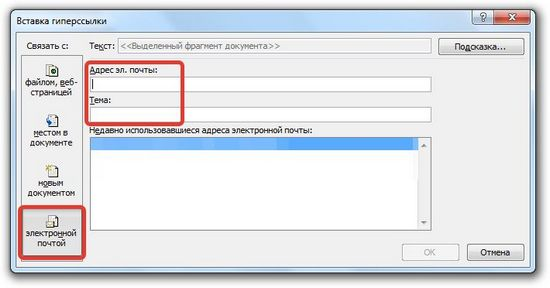 Вставка гиперссылки
Связать с:
Текст: <<Выделенный фрагмент документа>>
Подсказка...
файлом, веб-
страницей
местом в
документе
новым
документом
электронной
почтой
Адрес эл. почты:
Тема:
Недавно использовавшиеся адреса электронной почты:
ОК
Отмена